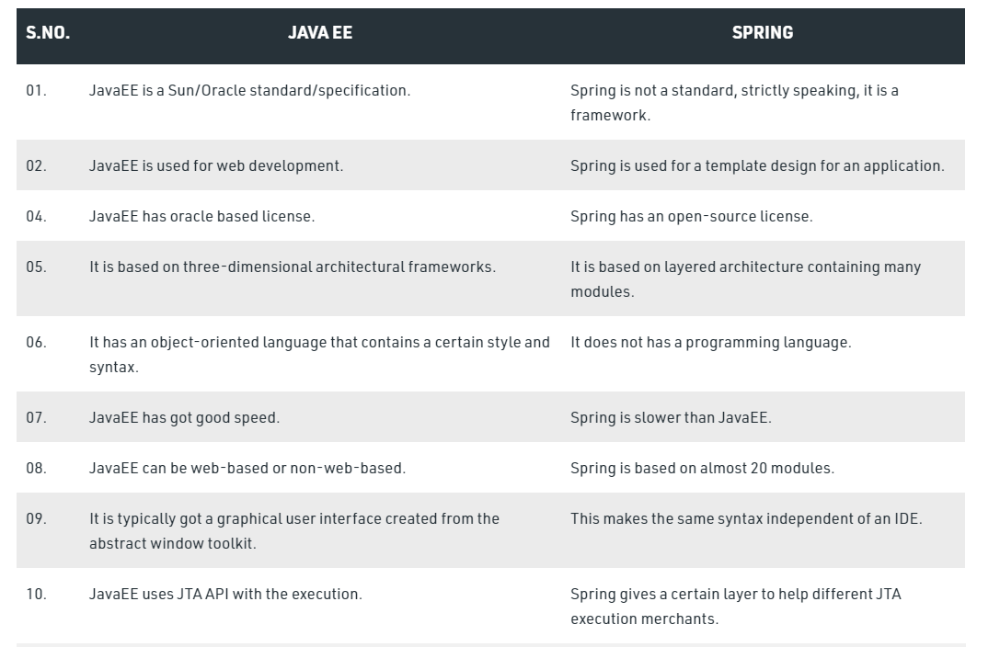 S.NO. JAVA EE SPRING
01. JavaEE is a Sun/Oracle standard/specification. Spring is not a standard, strictly speaking, it is a
framework.
02. JavaEE is used for web development. Spring is used for a template design for an application.
04. JavaEE has oracle based license. Spring has an open-source license.
05. It is based on three-dimensional architectural frameworks. It is based on layered architecture containing many
modules.
06. It has an object-oriented language that contains a certain style and It does not has a programming language.
syntax.
07. JavaEE has got good speed. Spring is slower than JavaEE.
08. JavaEE can be web-based or non-web-based. Spring is based on almost 20 modules.
09. It is typically got a graphical user interface created from the This makes the same syntax independent of an IDE.
abstract window toolkit.
10. JavaEE uses JTA API with the execution. Spring gives a certain layer to help different JTA
execution merchants.